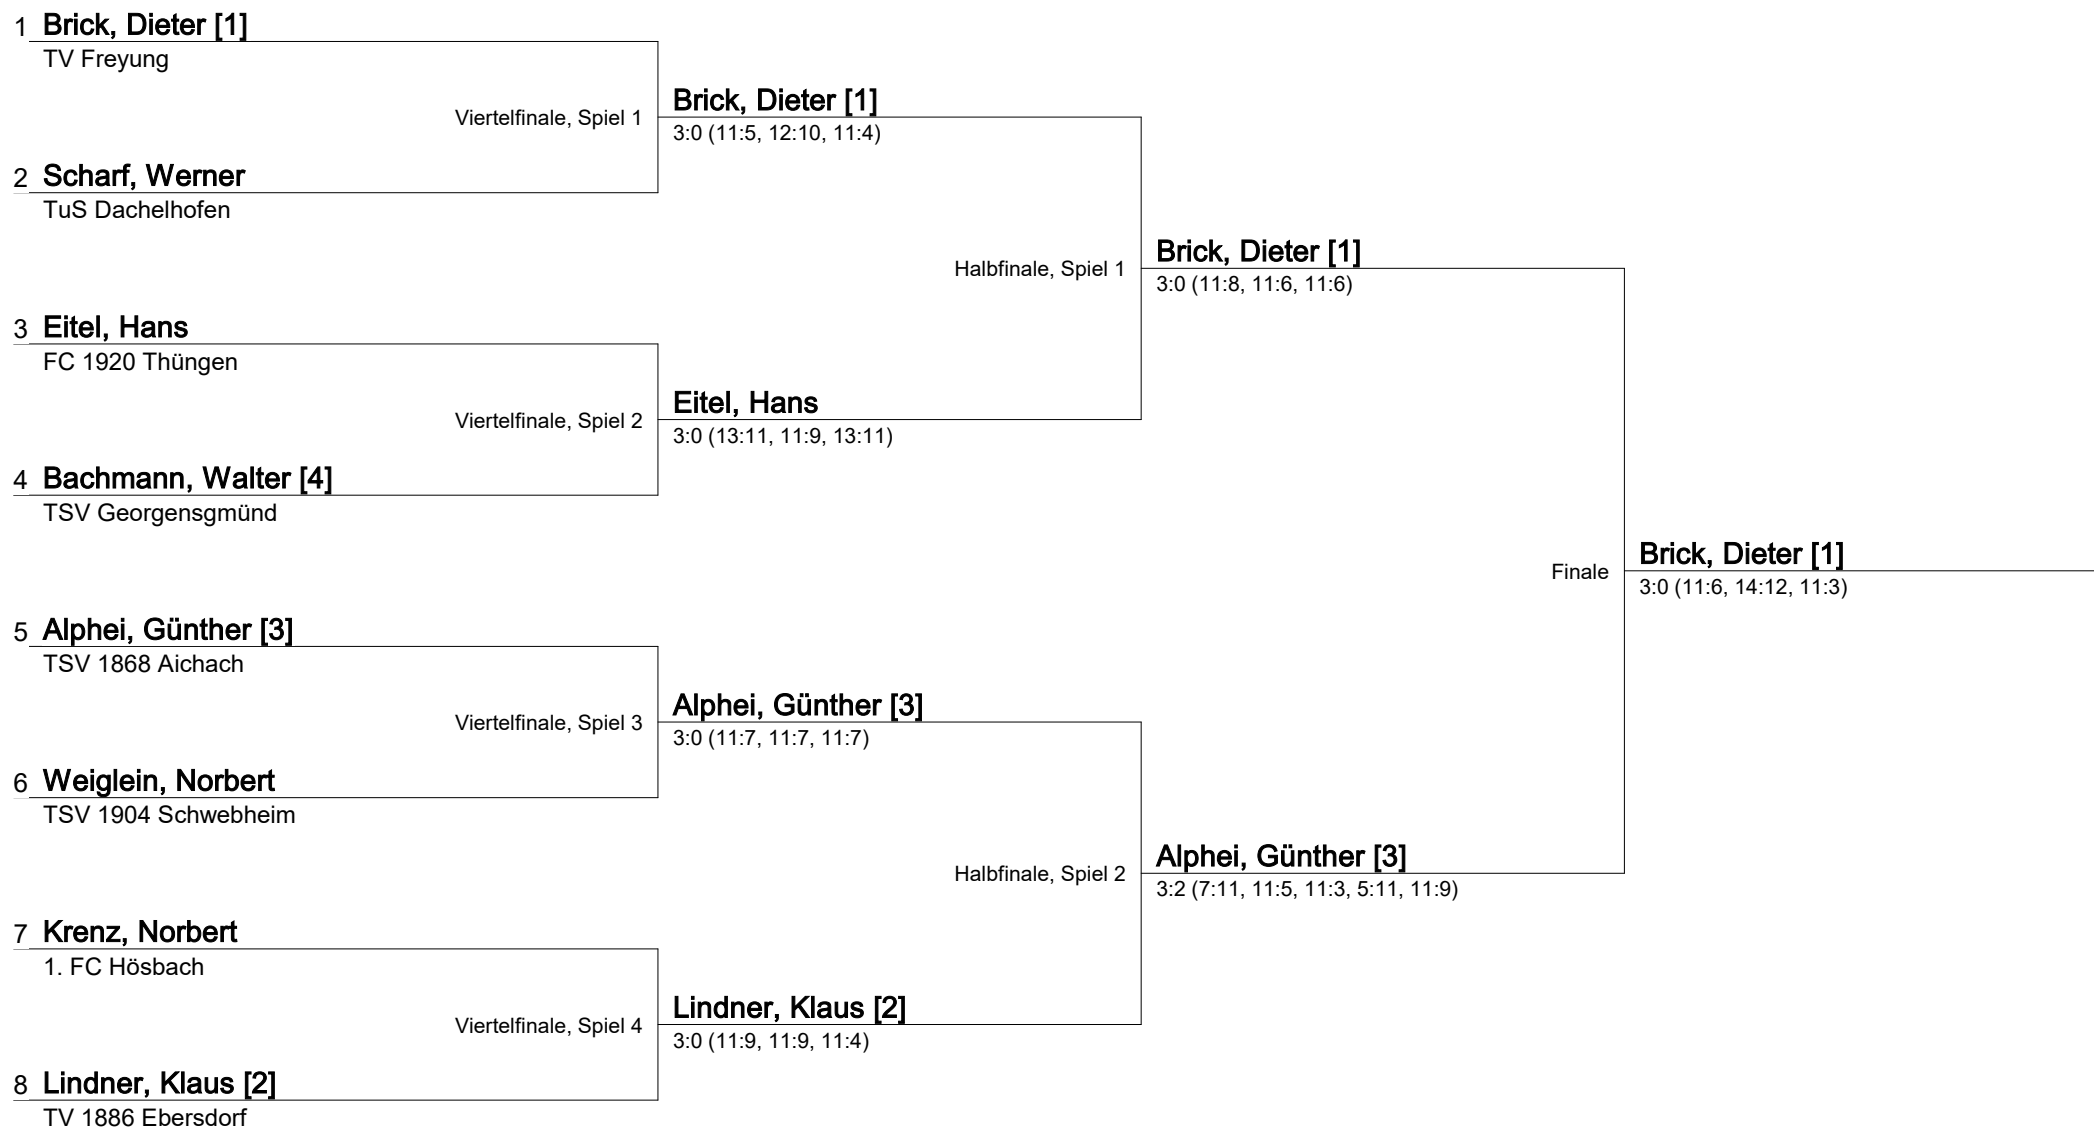 1 Brick, Dieter [1]
TV Freyung
Viertelfinale, Spiel 1
Brick, Dieter [1]
3:0 (11:5, 12:10, 11:4)
2 Scharf, Werner
TuS Dachelhofen
Halbfinale, Spiel 1
Brick, Dieter [1]
3:0 (11:8, 11:6, 11:6)
3 Eitel, Hans
FC 1920 Thüngen
Viertelfinale, Spiel 2
Eitel, Hans
3:0 (13:11, 11:9, 13:11)
4 Bachmann, Walter [4]
TSV Georgensgmünd
Finale
Brick, Dieter [1]
3:0 (11:6, 14:12, 11:3)
5 Alphei, Günther [3]
TSV 1868 Aichach
Viertelfinale, Spiel 3
Alphei, Günther [3]
3:0 (11:7, 11:7, 11:7)
6 Weiglein, Norbert
TSV 1904 Schwebheim
Halbfinale, Spiel 2
Alphei, Günther [3]
3:2 (7:11, 11:5, 11:3, 5:11, 11:9)
7 Krenz, Norbert
1. FC Hösbach
Viertelfinale, Spiel 4
Lindner, Klaus [2]
3:0 (11:9, 11:9, 11:4)
8 Lindner, Klaus [2]
TV 1886 Ebersdorf